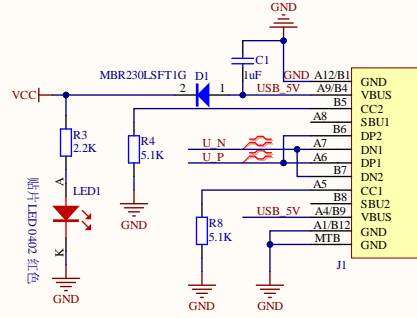 GND
C1
1uF
MBR230LSFT1G
D1
2
1
USB_5V
VCC
R3
2.2K
R4
5.1K
GND
A12/B1
GND
A9/B4
VBUS
B5
CC2
A8
SBU1
B6
DP2
U_N
A7
DN1
U_P
A6
DP1
B7
DN2
A5
CC1
B8
SBU2
USB_5V
A4/B9
VBUS
A1/B12
GND
MTB
GND
J1
A
LED1
K
贴片LED 0402 红色
GND
GND
R8
5.1K
GND
GND